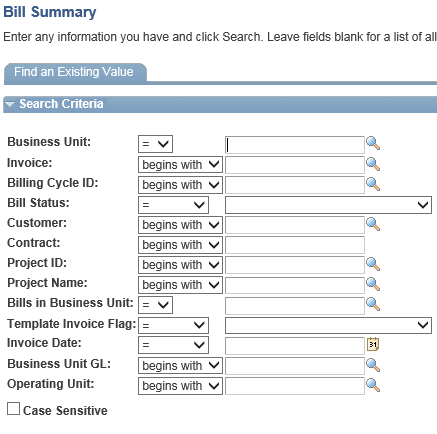 Bill Summary
Enter any information you have and click Search. Leave fields blank for a list of all
Find an Existing Value
Search Criteria
Business Unit: =
Invoice: begins with
Billing Cycle ID: begins with
Bill Status: =
Customer: begins with
Contract: begins with
Project ID: begins with
Project Name: begins with
Bills in Business Unit: =
Template Invoice Flag: =
Invoice Date: = 31
Business Unit GL: begins with
Operating Unit: begins with
Case Sensitive